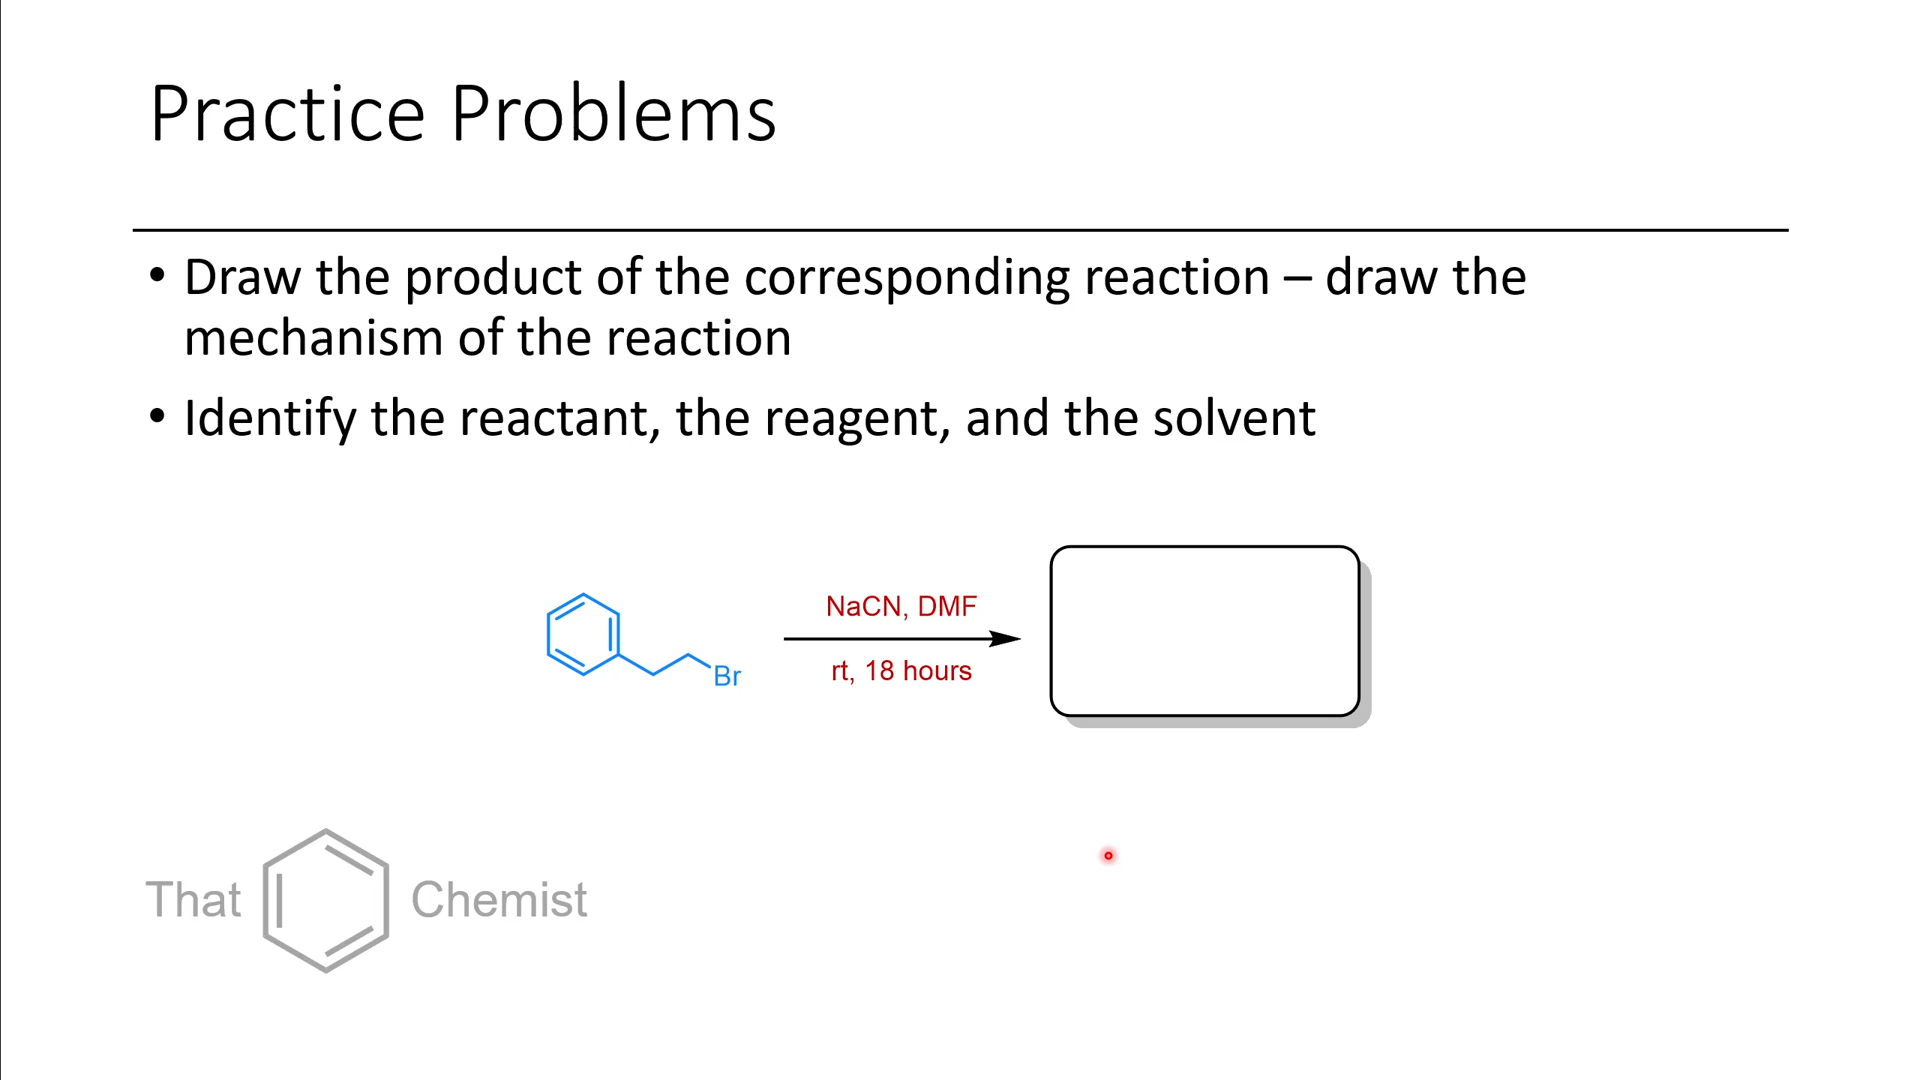 Practice Problems
• Draw the product of the corresponding reaction – draw the
mechanism of the reaction
• Identify the reactant, the reagent, and the solvent
NaCN, DMF
Br
rt, 18 hours
That Chemist